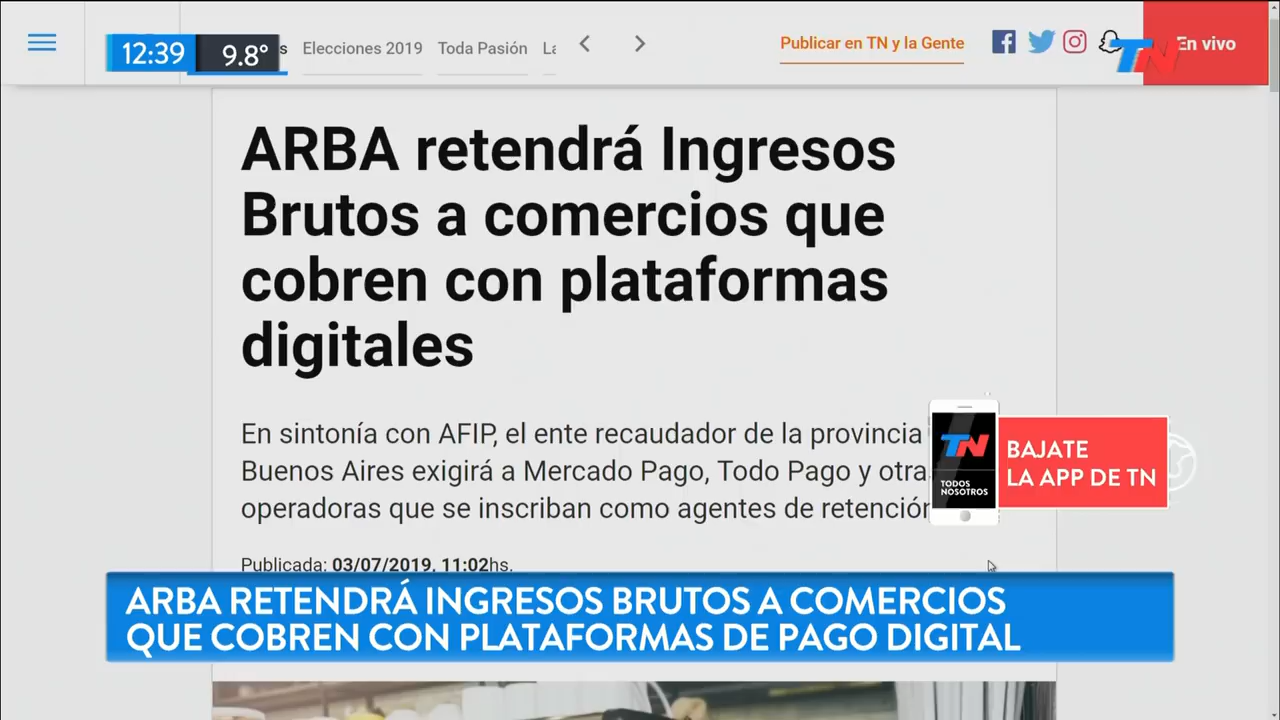 12:39 9.8° s Elecciones 2019 Toda Pasión Publicar en TN y la Gente TN En vivo
ARBA retendrá Ingresos
Brutos a comercios que
cobren con plataformas
digitales
En sintonía con AFIP, el ente recaudador de la provincia
Buenos Aires exigirá a Mercado Pago, Todo Pago y otra
operadoras que se inscriban como agentes de retención
TN
TODOS
NOSOTROS
BAJATE
LA APP DE TN
Publicada: 03/07/2019, 11:02hs.
ARBA RETENDRÁ INGRESOS BRUTOS A COMERCIOS
QUE COBREN CON PLATAFORMAS DE PAGO DIGITAL